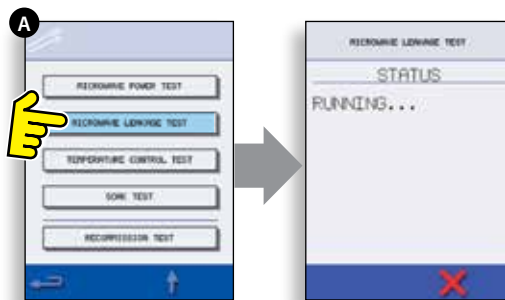 A
MICROWAVE POWER TEST
MICROWAVE LEAKAGE TEST
TEMPERATURE CONTROL TEST
SOAK TEST
RECOMMISSION TEST
MICROWAVE LEAKAGE TEST
STATUS
RUNNING...